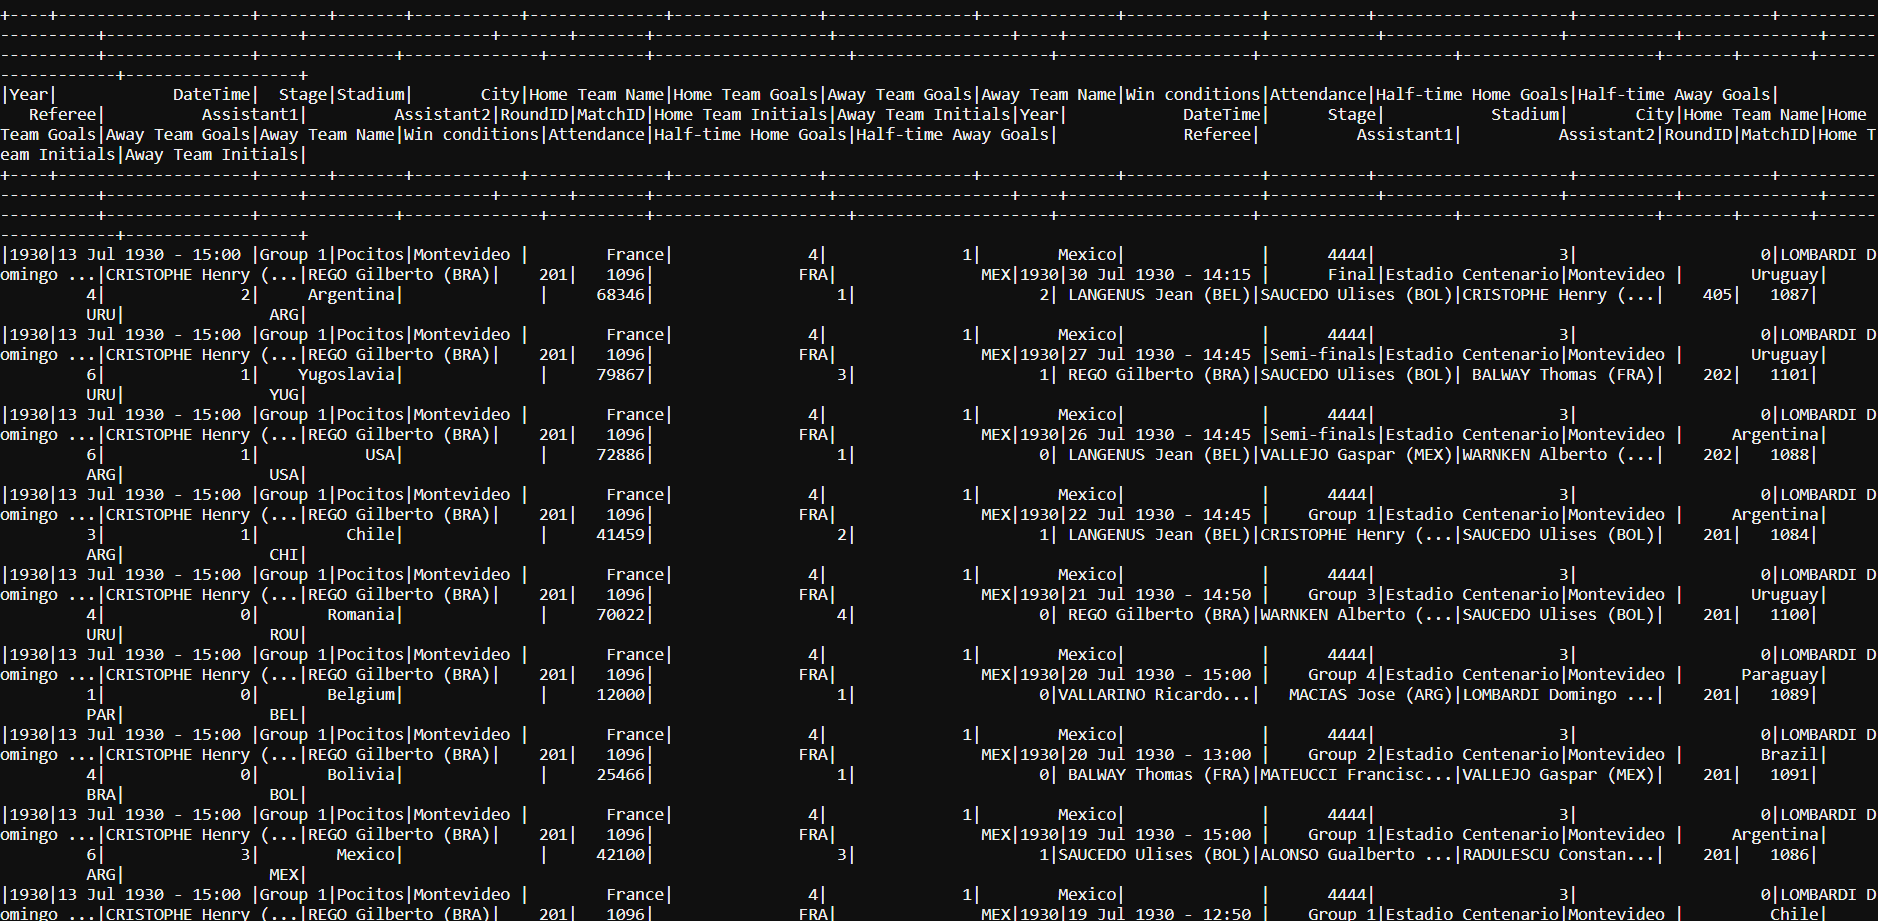 |Year| DateTime| Stage|Stadium| City|Home Team Name|Home Team Goals|Away Team Goals|Away Team Name|Win conditions|Attendance|Half-time Home Goals|Half-time Away Goals|
Referee| Assistant1| Assistant2|RoundID|MatchID|Home Team Initials|Away Team Initials|Year| DateTime| Stage| Stadium| City|Home Team Name|Home
Team Goals|Away Team Goals|Away Team Name|Win conditions|Attendance|Half-time Home Goals|Half-time Away Goals| Referee| Assistant1| Assistant2|RoundID|MatchID|Home T
eam Initials|Away Team Initials|
|1930|13 Jul 1930 - 15:00 |Group 1|Pocitos|Montevideo | France| 4| 1| Mexico| | 4444| 3| 0|LOMBARDI D
omingo ...|CRISTOPHE Henry (...|REGO Gilberto (BRA)| 201| 1096| FRA| MEX|1930|30 Jul 1930 - 14:15 | Final|Estadio Centenario|Montevideo | Uruguay|
4| 2| Argentina| | 68346| 1| 2| LANGENUS Jean (BEL)|SAUCEDO Ulises (BOL)|CRISTOPHE Henry (...| 405| 1087|
URU| ARG|
|1930|13 Jul 1930 - 15:00 |Group 1|Pocitos|Montevideo | France| 4| 1| Mexico| | 4444| 3| 0|LOMBARDI D
omingo ...|CRISTOPHE Henry (...|REGO Gilberto (BRA)| 201| 1096| FRA| MEX|1930|27 Jul 1930 - 14:45 |Semi-finals|Estadio Centenario|Montevideo | Uruguay|
6| 1| Yugoslavia| | 79867| 3| 1| REGO Gilberto (BRA)|SAUCEDO Ulises (BOL)| BALWAY Thomas (FRA)| 202| 1101|
URU| YUG|
|1930|13 Jul 1930 - 15:00 |Group 1|Pocitos|Montevideo | France| 4| 1| Mexico| | 4444| 3| 0|LOMBARDI D
omingo ...|CRISTOPHE Henry (...|REGO Gilberto (BRA)| 201| 1096| FRA| MEX|1930|26 Jul 1930 - 14:45 |Semi-finals|Estadio Centenario|Montevideo | Argentina|
6| 1| USA| | 72886| 1| 0| LANGENUS Jean (BEL)|VALLEJO Gaspar (MEX)|WARNKEN Alberto (...| 202| 1088|
ARG| USA|
|1930|13 Jul 1930 - 15:00 |Group 1|Pocitos|Montevideo | France| 4| 1| Mexico| | 4444| 3| 0|LOMBARDI D
omingo ...|CRISTOPHE Henry (...|REGO Gilberto (BRA)| 201| 1096| FRA| MEX|1930|22 Jul 1930 - 14:45 | Group 1|Estadio Centenario|Montevideo | Argentina|
3| 1| Chile| | 41459| 2| 1| LANGENUS Jean (BEL)|CRISTOPHE Henry (...|SAUCEDO Ulises (BOL)| 201| 1084|
ARG| CHI|
|1930|13 Jul 1930 - 15:00 |Group 1|Pocitos|Montevideo | France| 4| 1| Mexico| | 4444| 3| 0|LOMBARDI D
omingo ...|CRISTOPHE Henry (...|REGO Gilberto (BRA)| 201| 1096| FRA| MEX|1930|21 Jul 1930 - 14:50 | Group 3|Estadio Centenario|Montevideo | Uruguay|
4| 0| Romania| | 70022| 4| 0| REGO Gilberto (BRA)|WARNKEN Alberto (...|SAUCEDO Ulises (BOL)| 201| 1100|
URU| ROU|
|1930|13 Jul 1930 - 15:00 |Group 1|Pocitos|Montevideo | France| 4| 1| Mexico| | 4444| 3| 0|LOMBARDI D
omingo ...|CRISTOPHE Henry (...|REGO Gilberto (BRA)| 201| 1096| FRA| MEX|1930|20 Jul 1930 - 15:00 | Group 4|Estadio Centenario|Montevideo | Paraguay|
1| 0| Belgium| | 12000| 1| 0|VALLARINO Ricardo...| MACIAS Jose (ARG)|LOMBARDI Domingo ...| 201| 1089|
PAR| BEL|
|1930|13 Jul 1930 - 15:00 |Group 1|Pocitos|Montevideo | France| 4| 1| Mexico| | 4444| 3| 0|LOMBARDI D
omingo ...|CRISTOPHE Henry (...|REGO Gilberto (BRA)| 201| 1096| FRA| MEX|1930|20 Jul 1930 - 13:00 | Group 2|Estadio Centenario|Montevideo | Brazil|
4| 0| Bolivia| | 25466| 1| 0| BALWAY Thomas (FRA)|MATEUCCI Francisc...|VALLEJO Gaspar (MEX)| 201| 1091|
BRA| BOL|
|1930|13 Jul 1930 - 15:00 |Group 1|Pocitos|Montevideo | France| 4| 1| Mexico| | 4444| 3| 0|LOMBARDI D
omingo ...|CRISTOPHE Henry (...|REGO Gilberto (BRA)| 201| 1096| FRA| MEX|1930|19 Jul 1930 - 15:00 | Group 1|Estadio Centenario|Montevideo | Argentina|
6| 3| Mexico| | 42100| 3| 1|SAUCEDO Ulises (BOL)|ALONSO Gualberto ...|RADULESCU Constan...| 201| 1086|
ARG| MEX|
|1930|13 Jul 1930 - 15:00 |Group 1|Pocitos|Montevideo | France| 4| 1| Mexico| | 4444| 3| 0|LOMBARDI D
omingo ...|CRISTOPHE Henry (...|REGO Gilberto (BRA)| 201| 1096| FRA| MEX|1930|19 Jul 1930 - 12:50 | Group 1|Estadio Centenario|Montevideo | Chile|